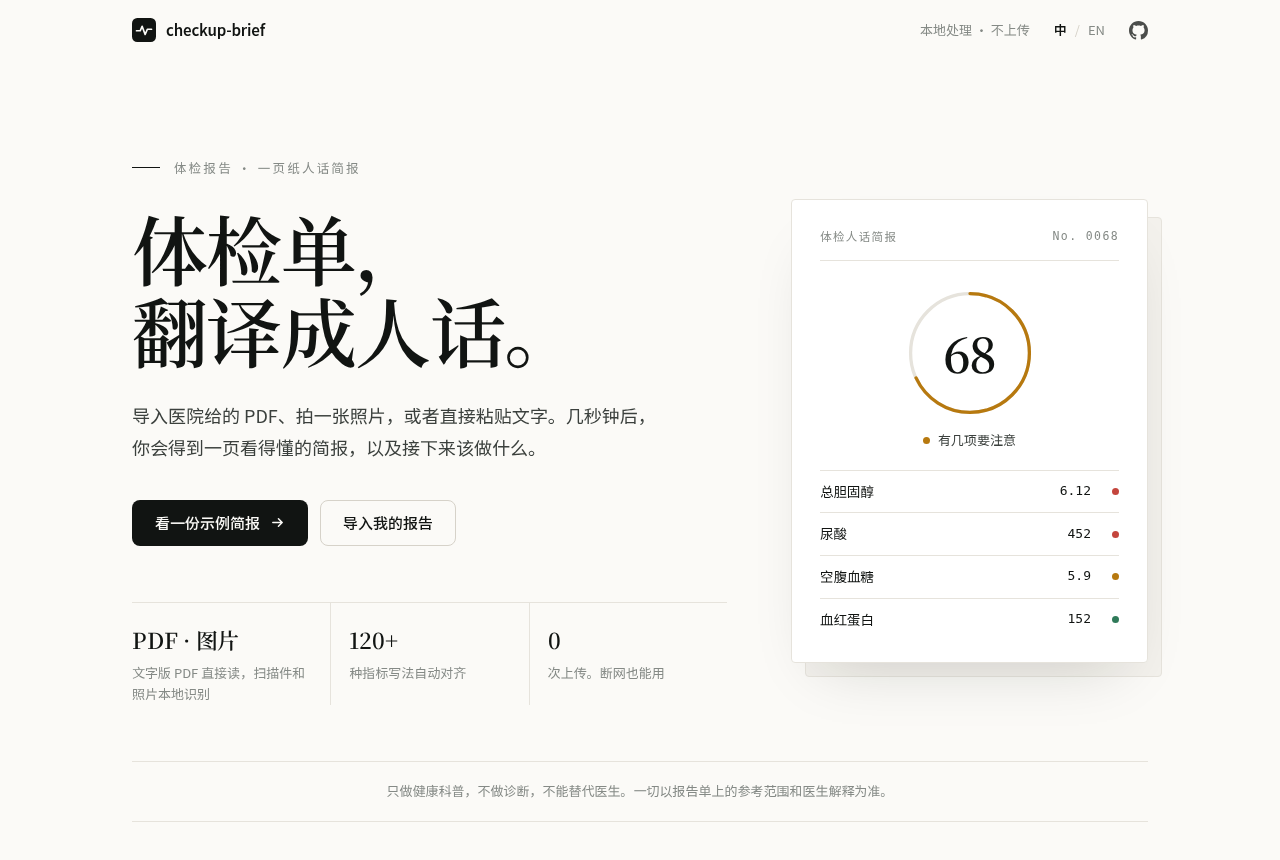 checkup-brief
本地处理 · 不上传
中 / EN
体检报告 · 一页纸人话简报
体检单，
翻译成人话。
导入医院给的 PDF、拍一张照片，或者直接粘贴文字。几秒钟后，
你会得到一页看得懂的简报，以及接下来该做什么。
看一份示例简报 →
导入我的报告
PDF · 图片
文字版 PDF 直接读，扫描件和
照片本地识别
120+
种指标写法自动对齐
0
次上传。断网也能用
体检人话简报
No. 0068
68
有几项要注意
总胆固醇 6.12
尿酸 452
空腹血糖 5.9
血红蛋白 152
只做健康科普，不做诊断，不能替代医生。一切以报告单上的参考范围和医生解释为准。